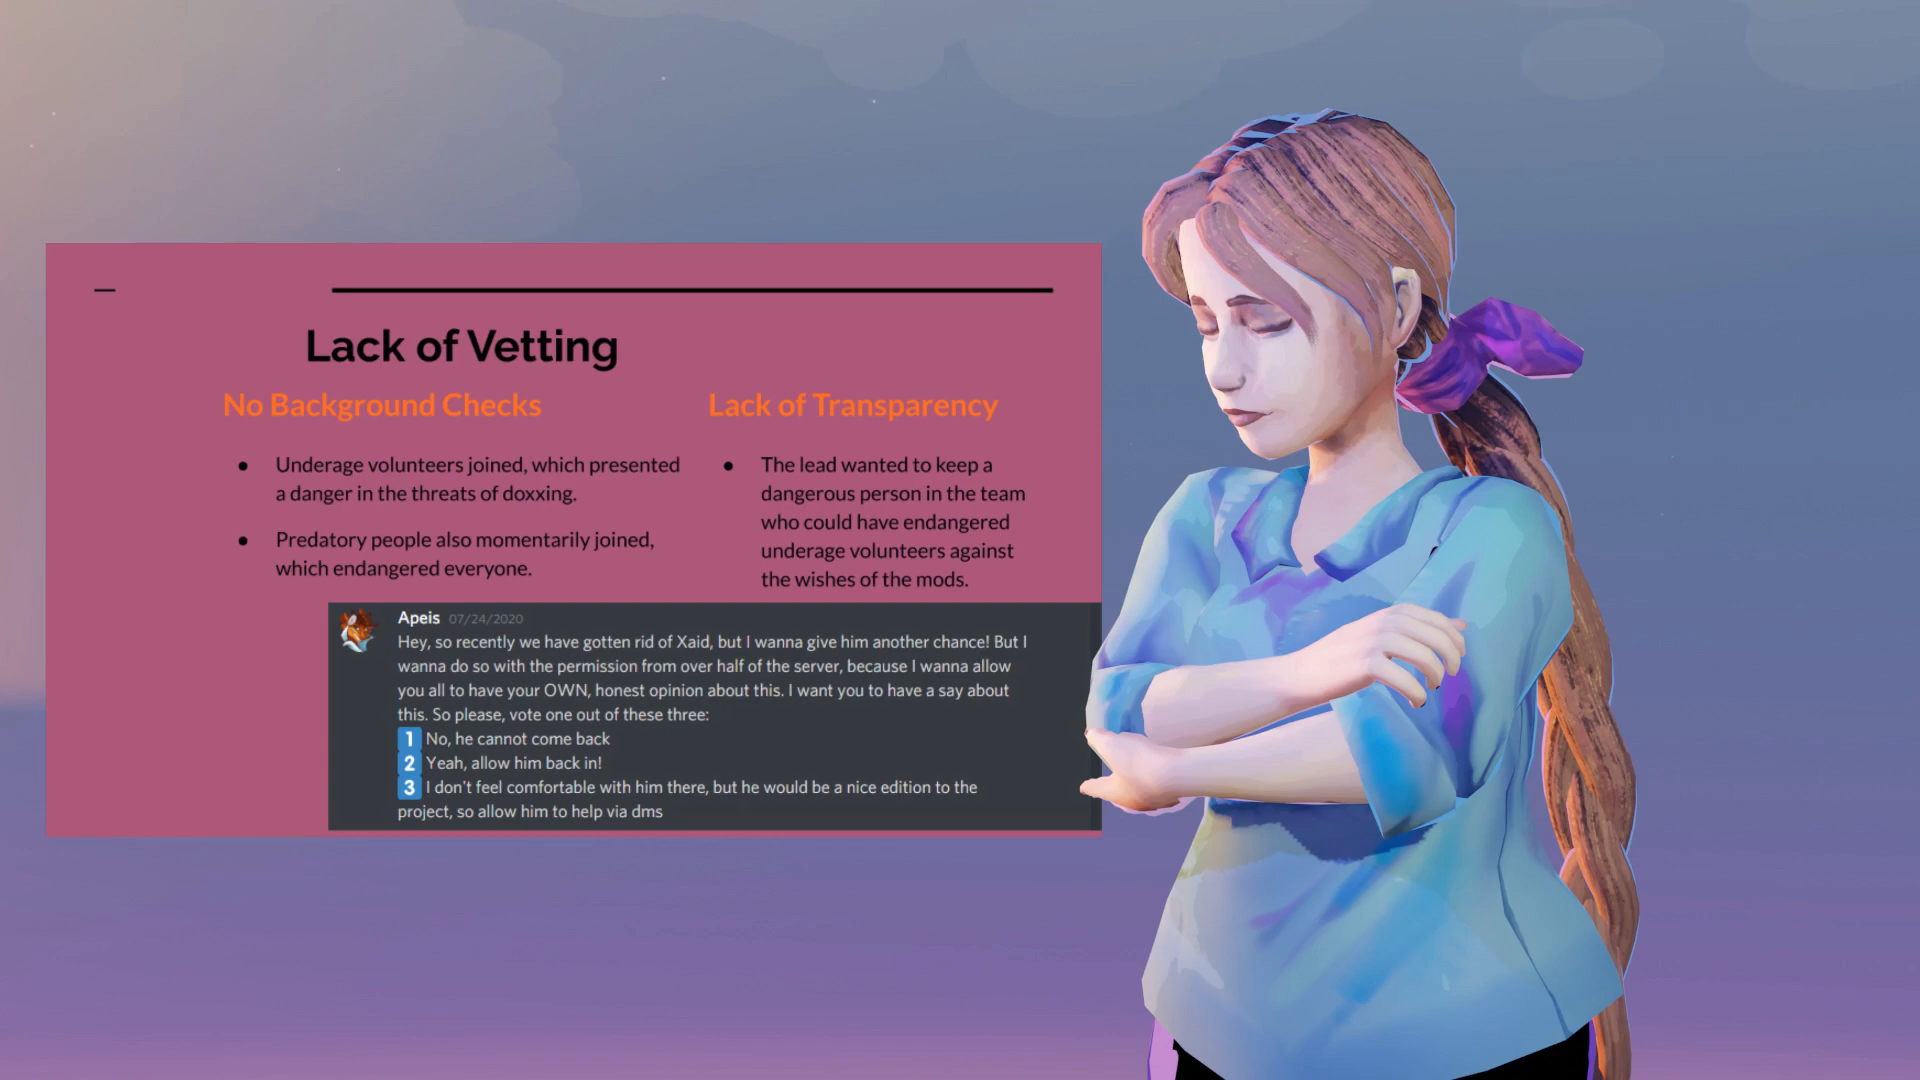 Lack of Vetting
No Background Checks
Underage volunteers joined, which presented
a danger in the threats of doxxing.
Predatory people also momentarily joined,
which endangered everyone.
Lack of Transparency
The lead wanted to keep a
dangerous person in the team
who could have endangered
underage volunteers against
the wishes of the mods.
Apeis 07/24/2020
Hey, so recently we have gotten rid of Xaid, but I wanna give him another chance! But I
wanna do so with the permission from over half of the server, because I wanna allow
you all to have your OWN, honest opinion about this. I want you to have a say about
this. So please, vote one out of these three:
1 No, he cannot come back
2 Yeah, allow him back in!
3 I don't feel comfortable with him there, but he would be a nice edition to the
project, so allow him to help via dms